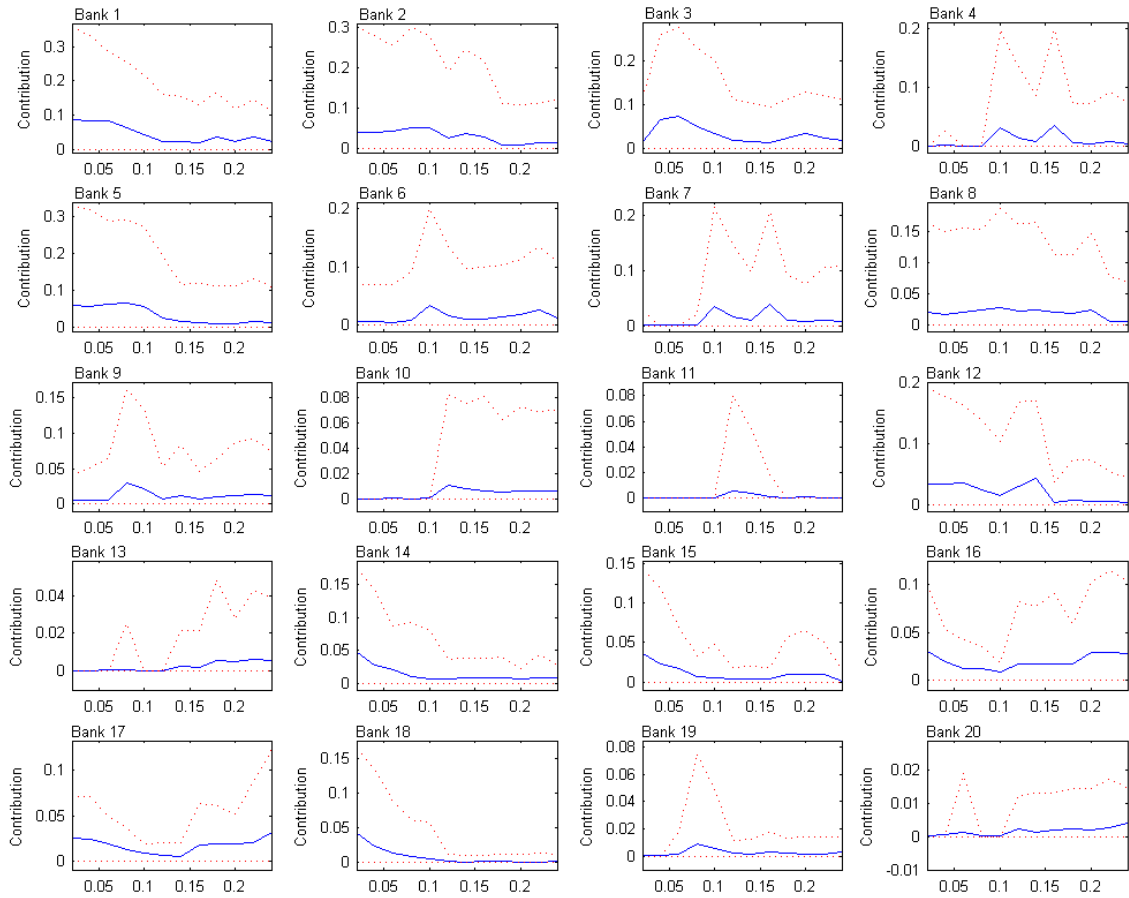 Bank 1
Contribution
0.3
0.2
0.1
0
0.05 0.1 0.15 0.2
Bank 2
Contribution
0.3
0.2
0.1
0
0.05 0.1 0.15 0.2
Bank 3
Contribution
0.2
0.1
0
0.05 0.1 0.15 0.2
Bank 4
Contribution
0.2
0.1
0
0.05 0.1 0.15 0.2
Bank 5
Contribution
0.3
0.2
0.1
0
0.05 0.1 0.15 0.2
Bank 6
Contribution
0.2
0.1
0
0.05 0.1 0.15 0.2
Bank 7
Contribution
0.2
0.1
0
0.05 0.1 0.15 0.2
Bank 8
Contribution
0.15
0.1
0.05
0
0.05 0.1 0.15 0.2
Bank 9
Contribution
0.15
0.1
0.05
0
0.05 0.1 0.15 0.2
Bank 10
Contribution
0.08
0.06
0.04
0.02
0
0.05 0.1 0.15 0.2
Bank 11
Contribution
0.08
0.06
0.04
0.02
0
0.05 0.1 0.15 0.2
Bank 12
Contribution
0.2
0.1
0
0.05 0.1 0.15 0.2
Bank 13
Contribution
0.04
0.02
0
0.05 0.1 0.15 0.2
Bank 14
Contribution
0.15
0.1
0.05
0
0.05 0.1 0.15 0.2
Bank 15
Contribution
0.15
0.1
0.05
0
0.05 0.1 0.15 0.2
Bank 16
Contribution
0.1
0.05
0
0.05 0.1 0.15 0.2
Bank 17
Contribution
0.1
0.05
0
0.05 0.1 0.15 0.2
Bank 18
Contribution
0.15
0.1
0.05
0
0.05 0.1 0.15 0.2
Bank 19
Contribution
0.08
0.06
0.04
0.02
0
0.05 0.1 0.15 0.2
Bank 20
Contribution
0.02
0.01
0
-0.01
0.05 0.1 0.15 0.2